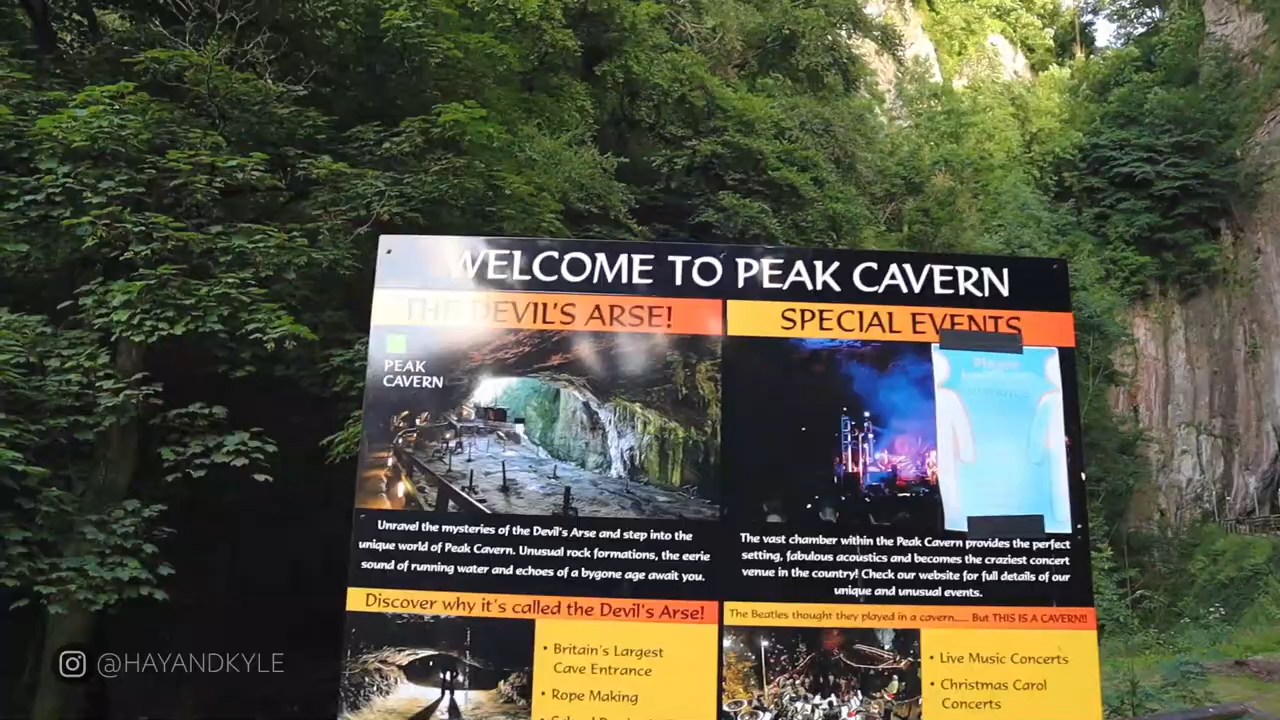 WELCOME TO PEAK CAVERN
THE DEVIL'S ARSE!
PEAK
CAVERN
Unravel the mysteries of the Devil's Arse and step into the
unique world of Peak Cavern. Unusual rock formations, the eerie
sound of running water and echoes of a bygone age await you.
Discover why it's called the Devil's Arse!
• Britain's Largest
Cave Entrance
• Rope Making
SPECIAL EVENTS
Please
The vast chamber within the Peak Cavern provides the perfect
setting, fabulous acoustics and becomes the craziest concert
venue in the country! Check our website for full details of our
unique and unusual events.
The Beatles thought they played in a cavern..... But THIS IS A CAVERN!!
• Live Music Concerts
• Christmas Carol
Concerts
@HAYANDKYLE